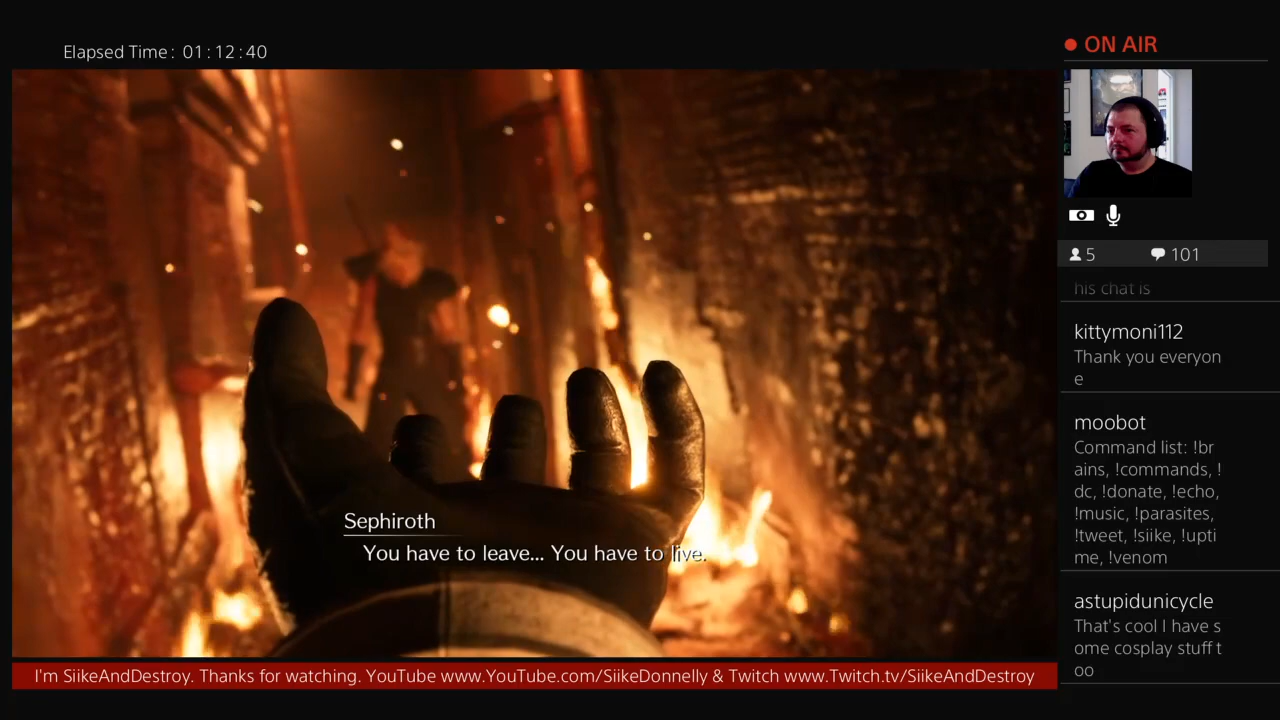 Elapsed Time: 01:12:40
ON AIR
5
101
his chat is
kittymoni112
Thank you everyon
e
moobot
Command list: !br
ains, !commands, !
dc, !donate, !echo,
!music, !parasites,
!tweet, !siike, !upti
me, !venom
astupidunicycle
That's cool I have s
ome cosplay stuff t
oo
Sephiroth
You have to leave... You have to live.
I'm SiikeAndDestroy. Thanks for watching. YouTube www.YouTube.com/SiikeDonnelly & Twitch www.Twitch.tv/SiikeAndDestroy